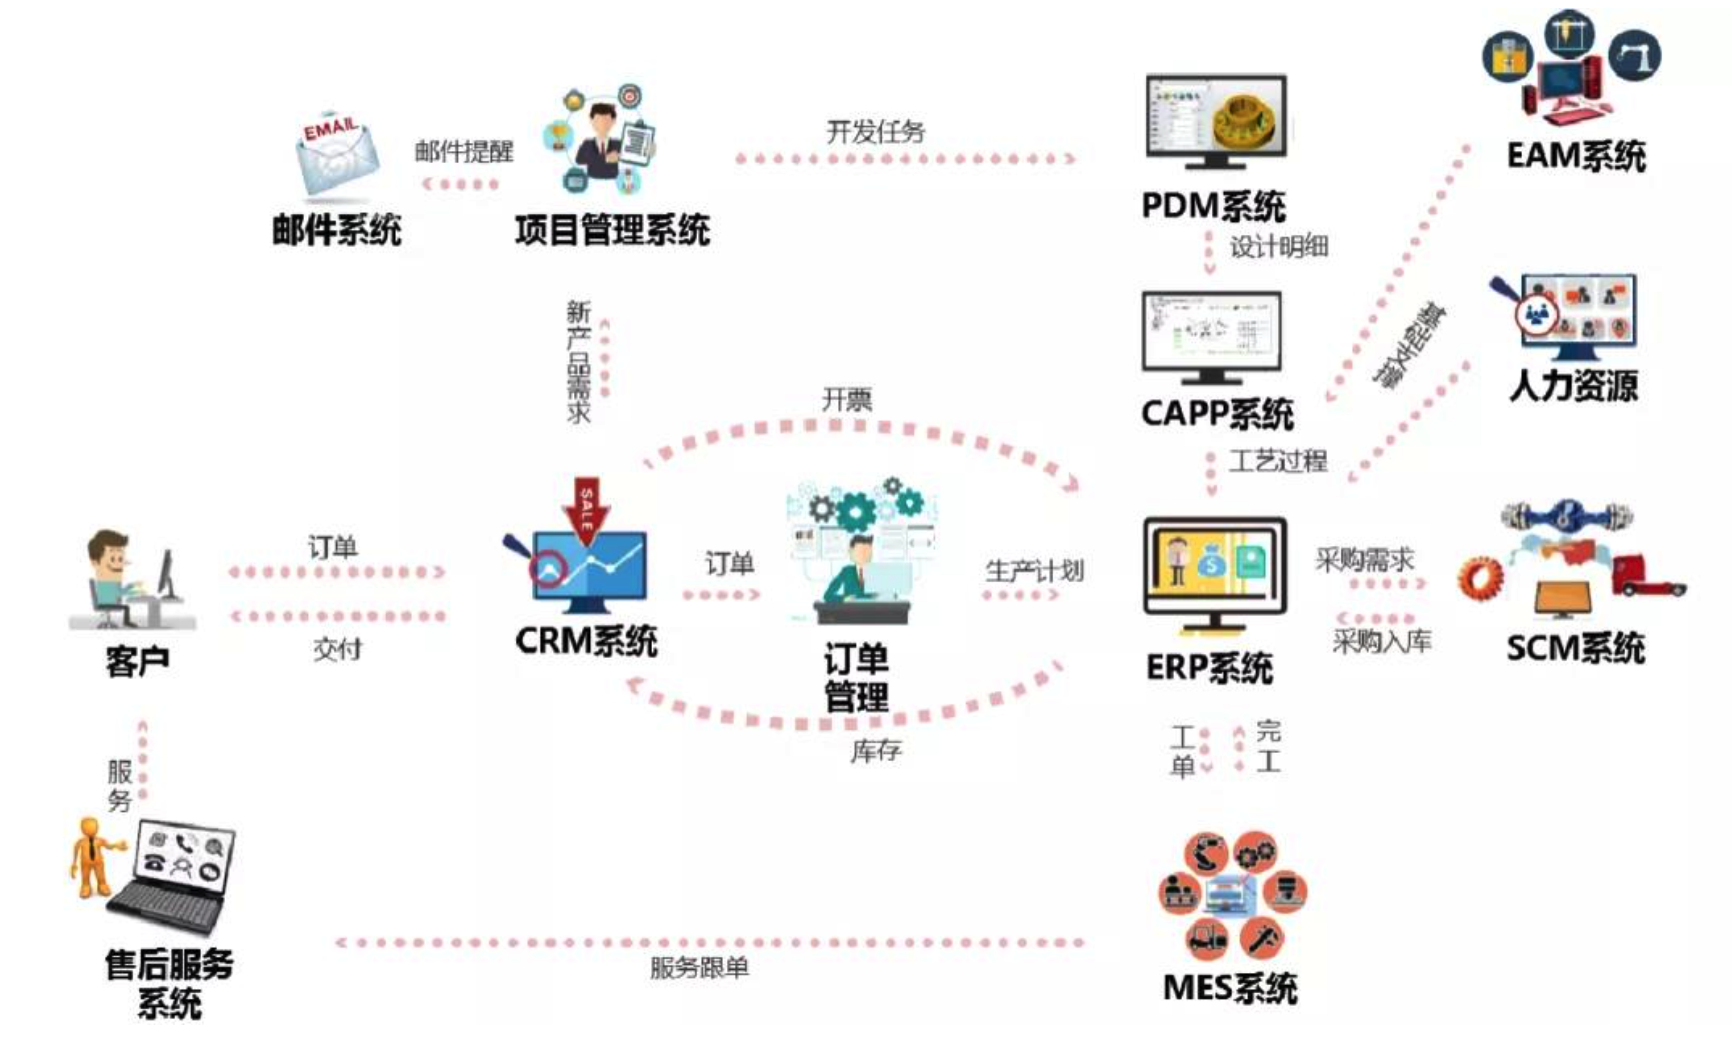 EMAIL
邮件提醒
开发任务
EAM系统
邮件系统
项目管理系统
PDM系统
设计明细
新产品需求
基础支撑
开票
人力资源
CAPP系统
工艺过程
SALE
订单
订单
生产计划
采购需求
采购入库
客户
交付
CRM系统
订单
管理
ERP系统
SCM系统
库存
工单
完工
服务
售后服务
系统
服务跟单
MES系统